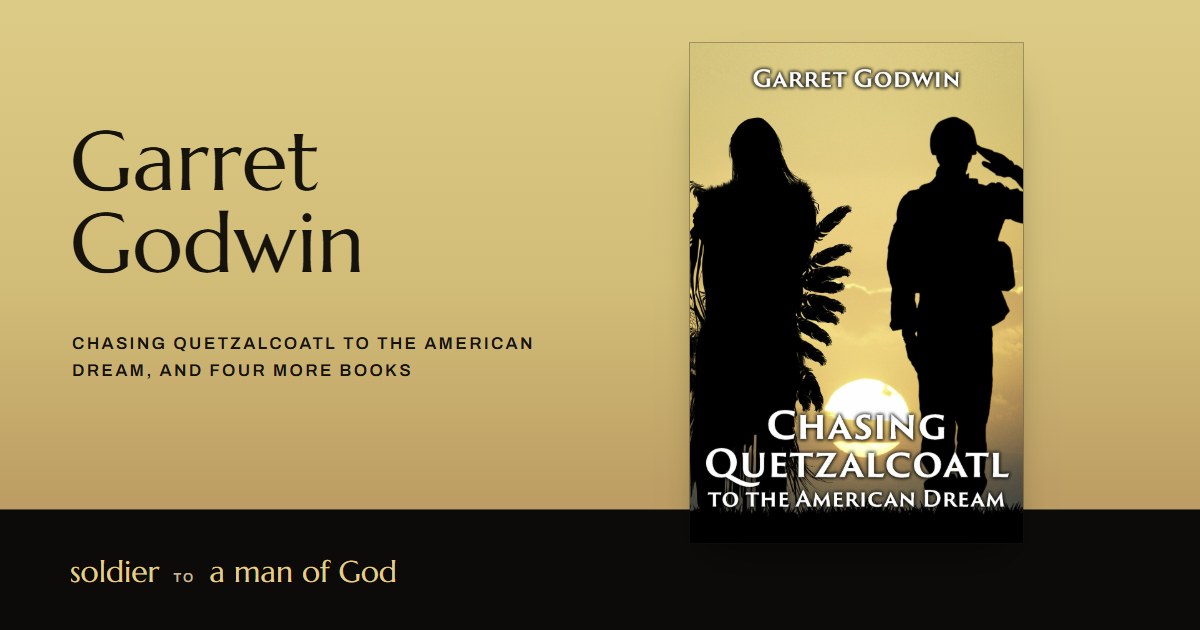 Garret
Godwin
CHASING QUETZALCOATL TO THE AMERICAN
DREAM, AND FOUR MORE BOOKS
soldier TO a man of God
GARRET GODWIN
CHASING
QUETZALCOATL
TO THE AMERICAN DREAM